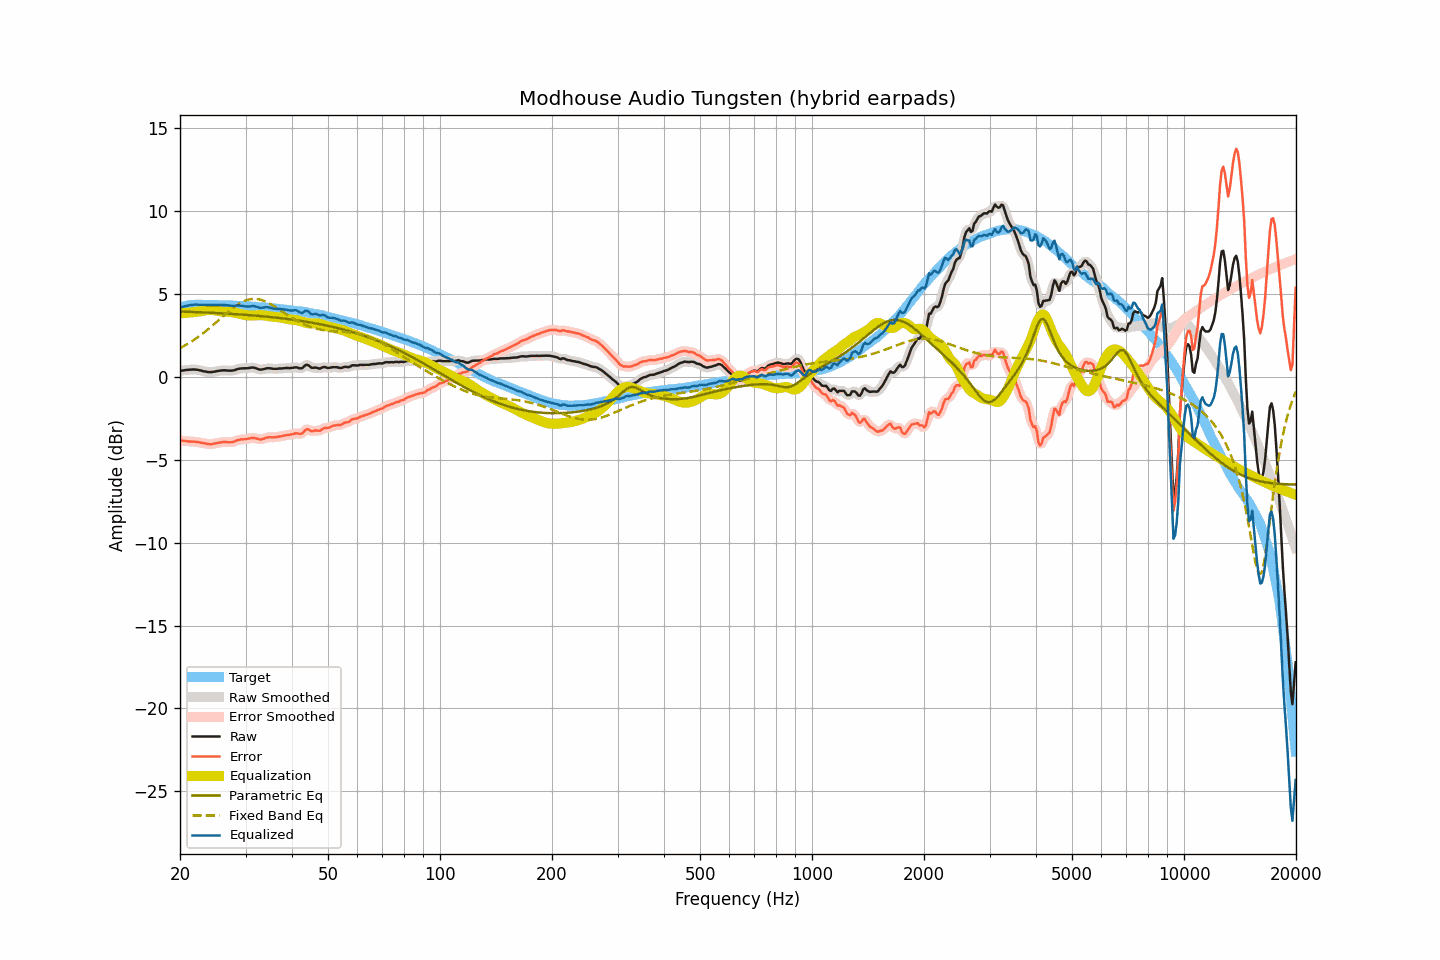 Modhouse Audio Tungsten (hybrid earpads)
Amplitude (dBr)
15
10
5
0
−5
−10
−15
−20
−25
Target
Raw Smoothed
Error Smoothed
Raw
Error
Equalization
Parametric Eq
Fixed Band Eq
Equalized
20 50 100 200 500 1000 2000 5000 10000 20000
Frequency (Hz)